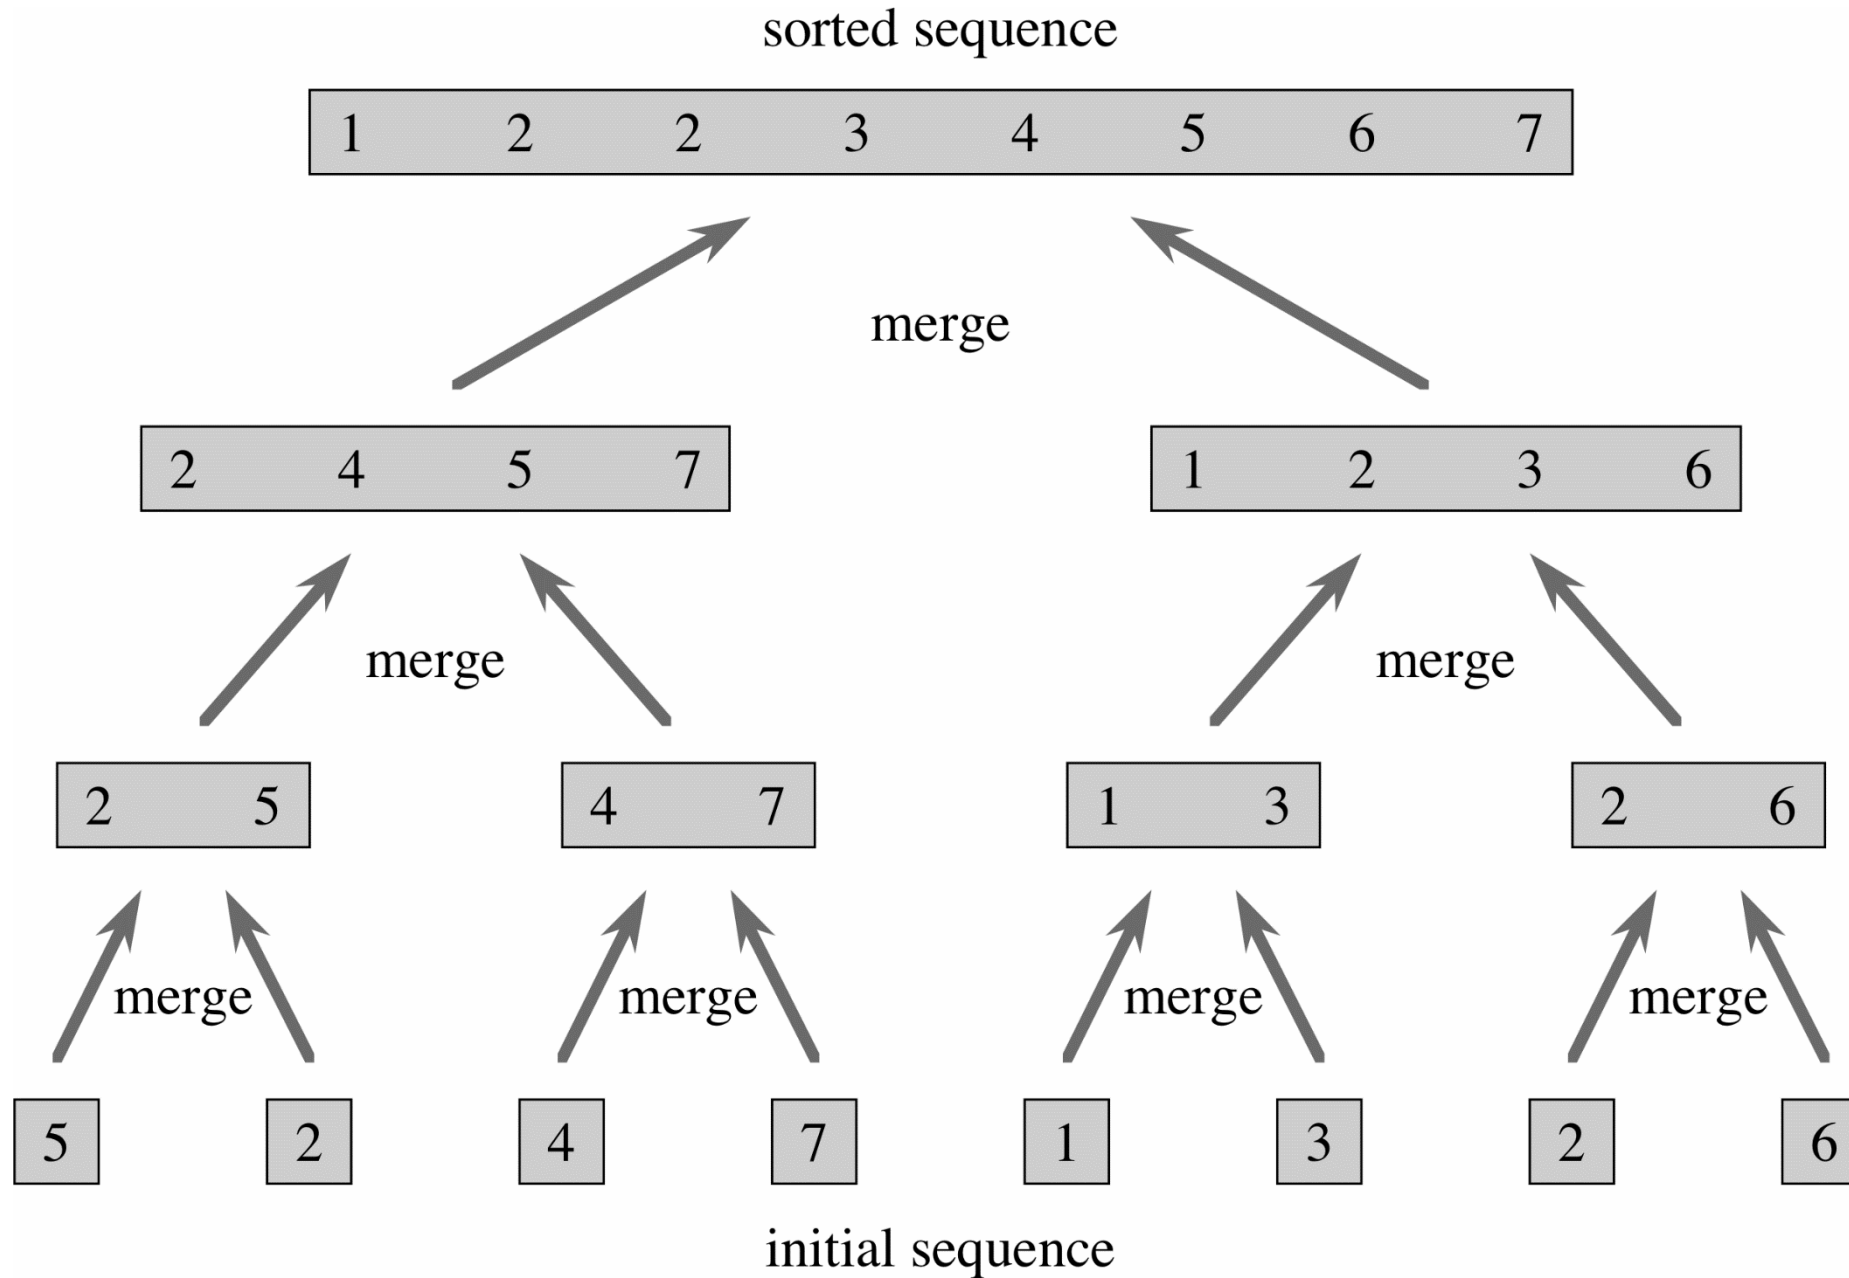 sorted sequence
1 2 2 3 4 5 6 7
merge
2 4 5 7 1 2 3 6
merge merge
2 5 4 7 1 3 2 6
merge merge merge merge
5 2 4 7 1 3 2 6
initial sequence